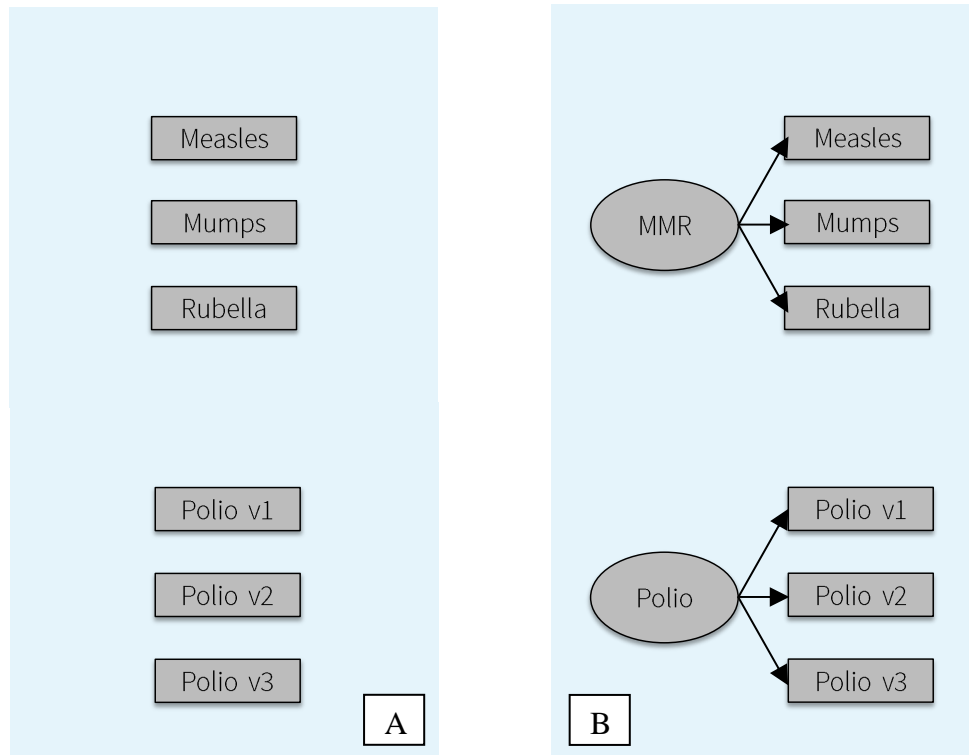 Measles
Mumps
Rubella
Polio v1
Polio v2
Polio v3
A
MMR
Measles
Mumps
Rubella
Polio
Polio v1
Polio v2
Polio v3
B